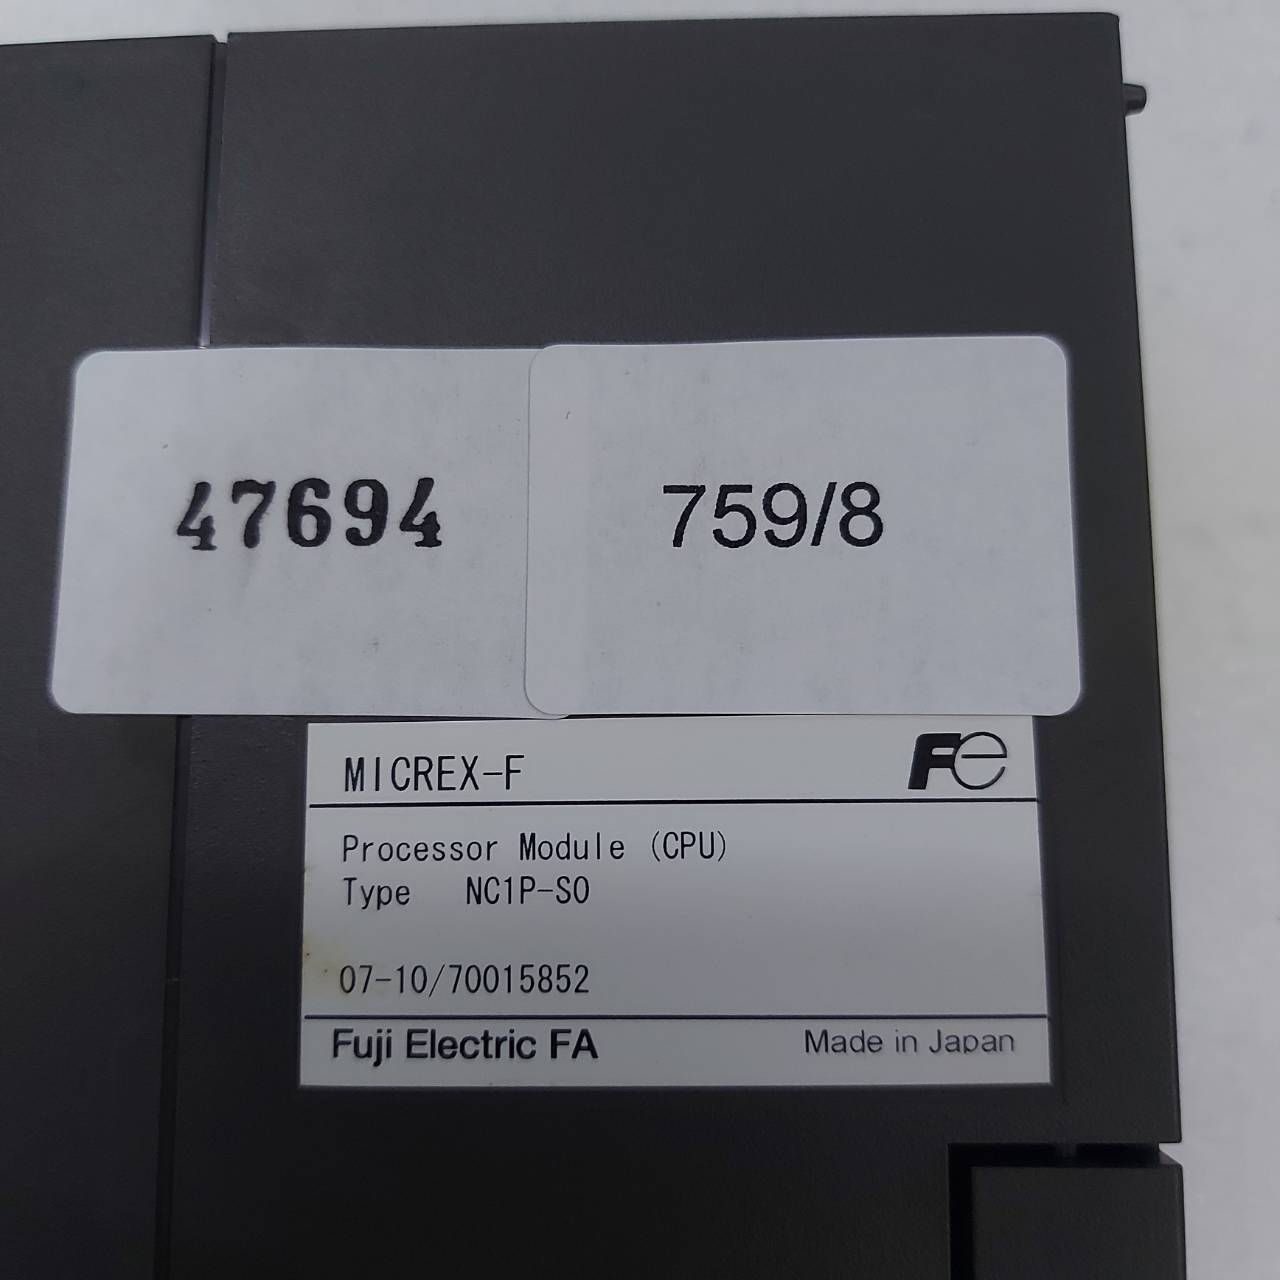 47694
759/8
MICREX-F
Fe
Processor Module (CPU)
Type NC1P-S0
07-10/70015852
Fuji Electric FA
Made in Japan